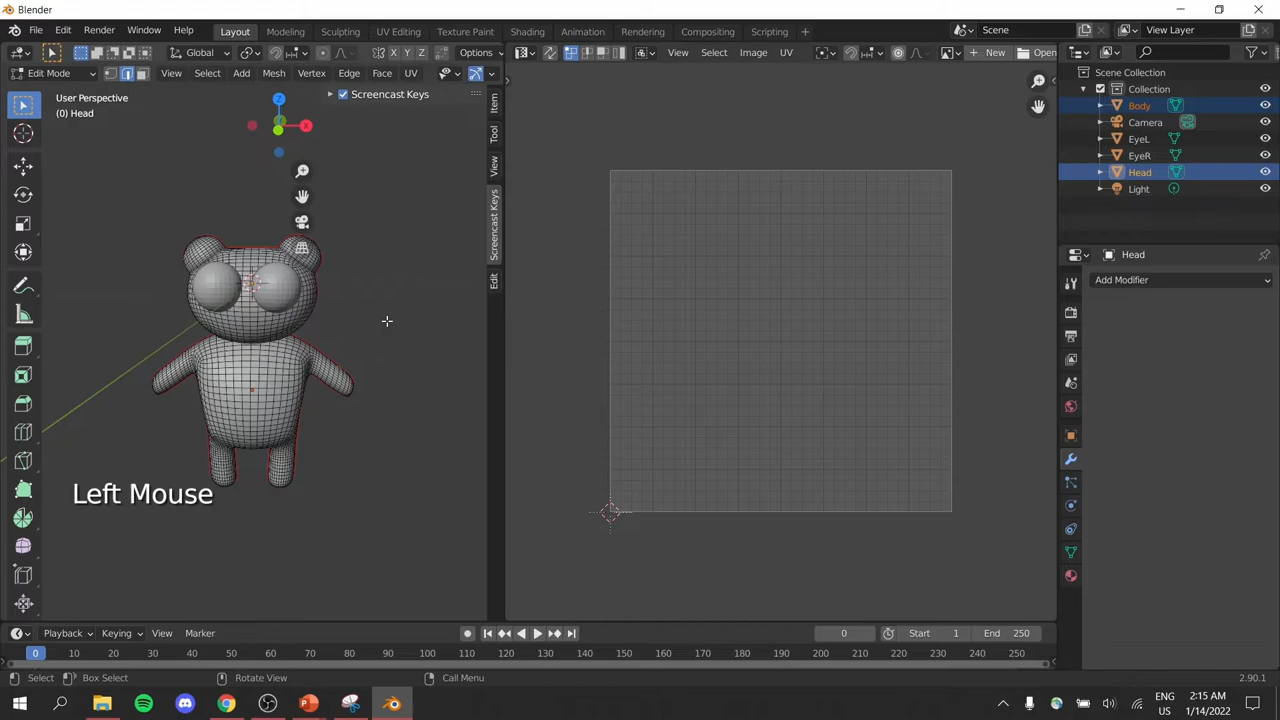 Blender
File Edit Render Window Help Layout Modeling Sculpting UV Editing Texture Paint Shading Animation Rendering Compositing Scripting Scene View Layer
Global X Y Z Options View Select Image UV New Open
Edit Mode View Select Add Mesh Vertex Edge Face UV
Scene Collection
Collection
Body
Camera
EyeL
EyeR
Head
Light
User Perspective
(0) Head
Screencast Keys
Z
X
Item
Tool
View
Screencast Keys
Edit
Head
Add Modifier
Left Mouse
Playback Keying View Marker 0 Start 1 End 250
0 10 20 30 40 50 60 70 80 90 100 110 120 130 140 150 160 170 180 190 200 210 220 230 240 250
Select Box Select Rotate View Call Menu 2.90.1
ENG 2:15 AM
US 1/14/2022